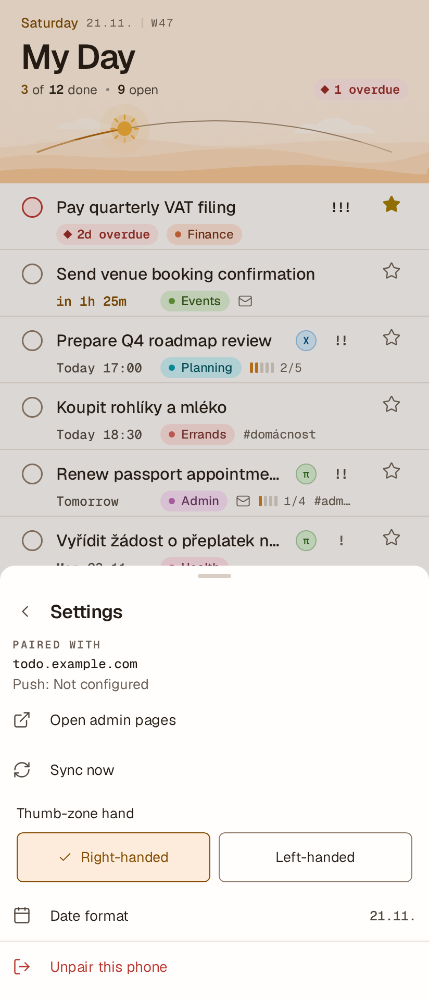 Saturday 21.11. | W47
My Day
3 of 12 done • 9 open
◆ 1 overdue
Pay quarterly VAT filing !!!
◆ 2d overdue • Finance
Send venue booking confirmation
in 1h 25m • Events
Prepare Q4 roadmap review X !!
Today 17:00 • Planning 2/5
Koupit rohlíky a mléko
Today 18:30 • Errands #domácnost
Renew passport appointme… π !!
Tomorrow • Admin 1/4 #adm…
Vyřídit žádost o přeplatek n… π !
Settings
PAIRED WITH
todo.example.com
Push: Not configured
Open admin pages
Sync now
Thumb-zone hand
Right-handed
Left-handed
Date format 21.11.
Unpair this phone